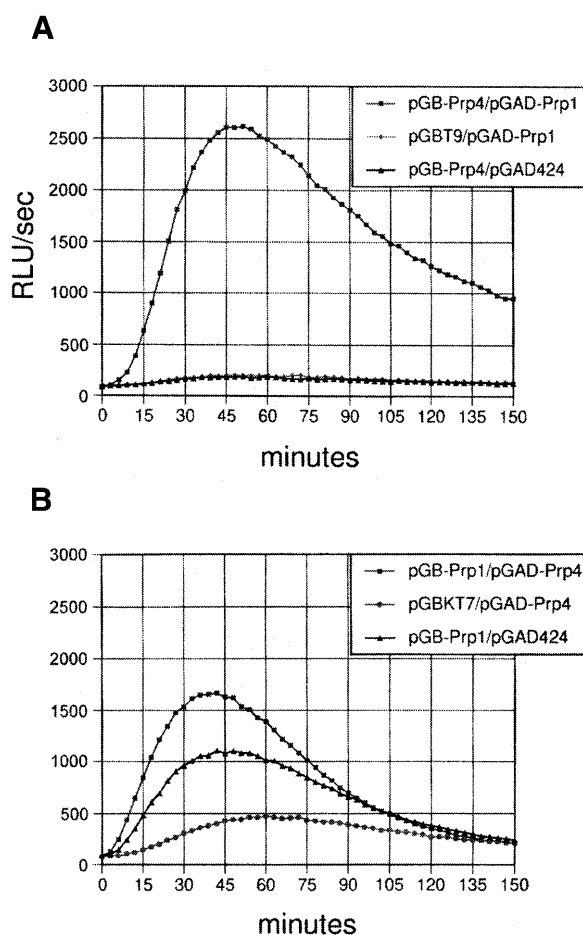 A
3000
2500
2000
1500
1000
500
0
RLU/sec
pGB-Prp4/pGAD-Prp1
pGBT9/pGAD-Prp1
pGB-Prp4/pGAD424
0 15 30 45 60 75 90 105 120 135 150
minutes
B
3000
2500
2000
1500
1000
500
0
pGB-Prp1/pGAD-Prp4
pGBKT7/pGAD-Prp4
pGB-Prp1/pGAD424
0 15 30 45 60 75 90 105 120 135 150
minutes